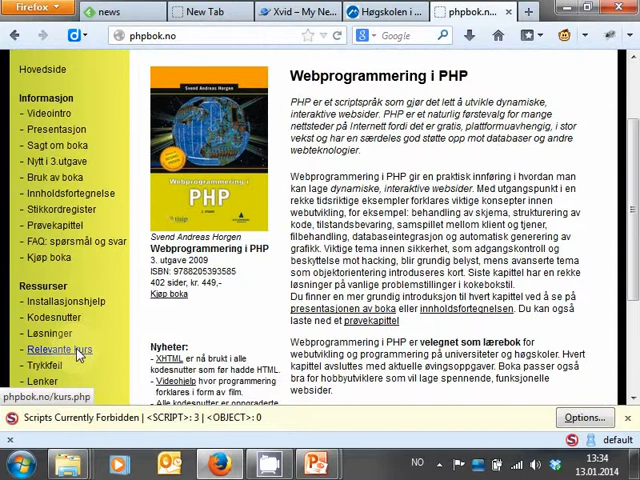 Firefox
news
New Tab
Xvid – My Ne...
Høgskolen i ...
phpbok.n...
phpbok.no
Google
Hovedside
Informasjon
- Videointro
- Presentasjon
- Sagt om boka
- Nytt i 3.utgave
- Bruk av boka
- Innholdsfortegnelse
- Stikkordregister
- Prøvekapittel
- FAQ: spørsmål og svar
- Kjøp boka
Ressurser
- Installasjonshjelp
- Kodesnutter
- Løsninger
- Relevante kurs
- Trykkfeil
- Lenker
phpbok.no/kurs.php
Svend Andreas Horgen
Webprogrammering i
PHP
Svend Andreas Horgen
Webprogrammering i PHP
3. utgave 2009
ISBN: 9788205393585
402 sider, kr. 449,-
Kjøp boka
Nyheter:
- XHTML er nå brukt i alle
kodesnutter som før hadde HTML.
- Videohjelp hvor programmering
forklares i form av film.
- Alle kodesnutter er oppgraderte
Webprogrammering i PHP
PHP er et scriptspråk som gjør det lett å utvikle dynamiske,
interaktive websider. PHP er et naturlig førstevalg for mange
nettsteder på Internett fordi det er gratis, plattformuavhengig, i stor
vekst og har en særdeles god støtte opp mot databaser og andre
webteknologier.
Webprogrammering i PHP gir en praktisk innføring i hvordan man
kan lage dynamiske, interaktive websider. Med utgangspunkt i en
rekke tidsriktige eksempler forklares viktige konsepter innen
webutvikling, for eksempel: behandling av skjema, strukturering av
kode, tilstandsbevaring, samspillet mellom klient og tjener,
filbehandling, databaseintegrasjon og automatisk generering av
grafikk. Viktige tema innen sikkerhet, som adgangskontroll og
beskyttelse mot hacking, blir grundig belyst, mens avanserte tema
som objektorientering introduseres kort. Siste kapittel har en rekke
løsninger på vanlige problemstillinger i kokebokstil.
Du finner en mer grundig introduksjon til hvert kapittel ved å se på
presentasjonen av boka eller innholdsfortegnelsen. Du kan også
laste ned et prøvekapittel
Webprogrammering i PHP er velegnet som lærebok for
webutvikling og programmering på universiteter og høgskoler. Hvert
kapittel avsluttes med aktuelle øvingsoppgaver. Boka passer også
bra for hobbyutviklere som vil lage spennende, funksjonelle
websider.
Scripts Currently Forbidden | <SCRIPT>: 3 | <OBJECT>: 0
Options...
default
NO
13:34
13.01.2014